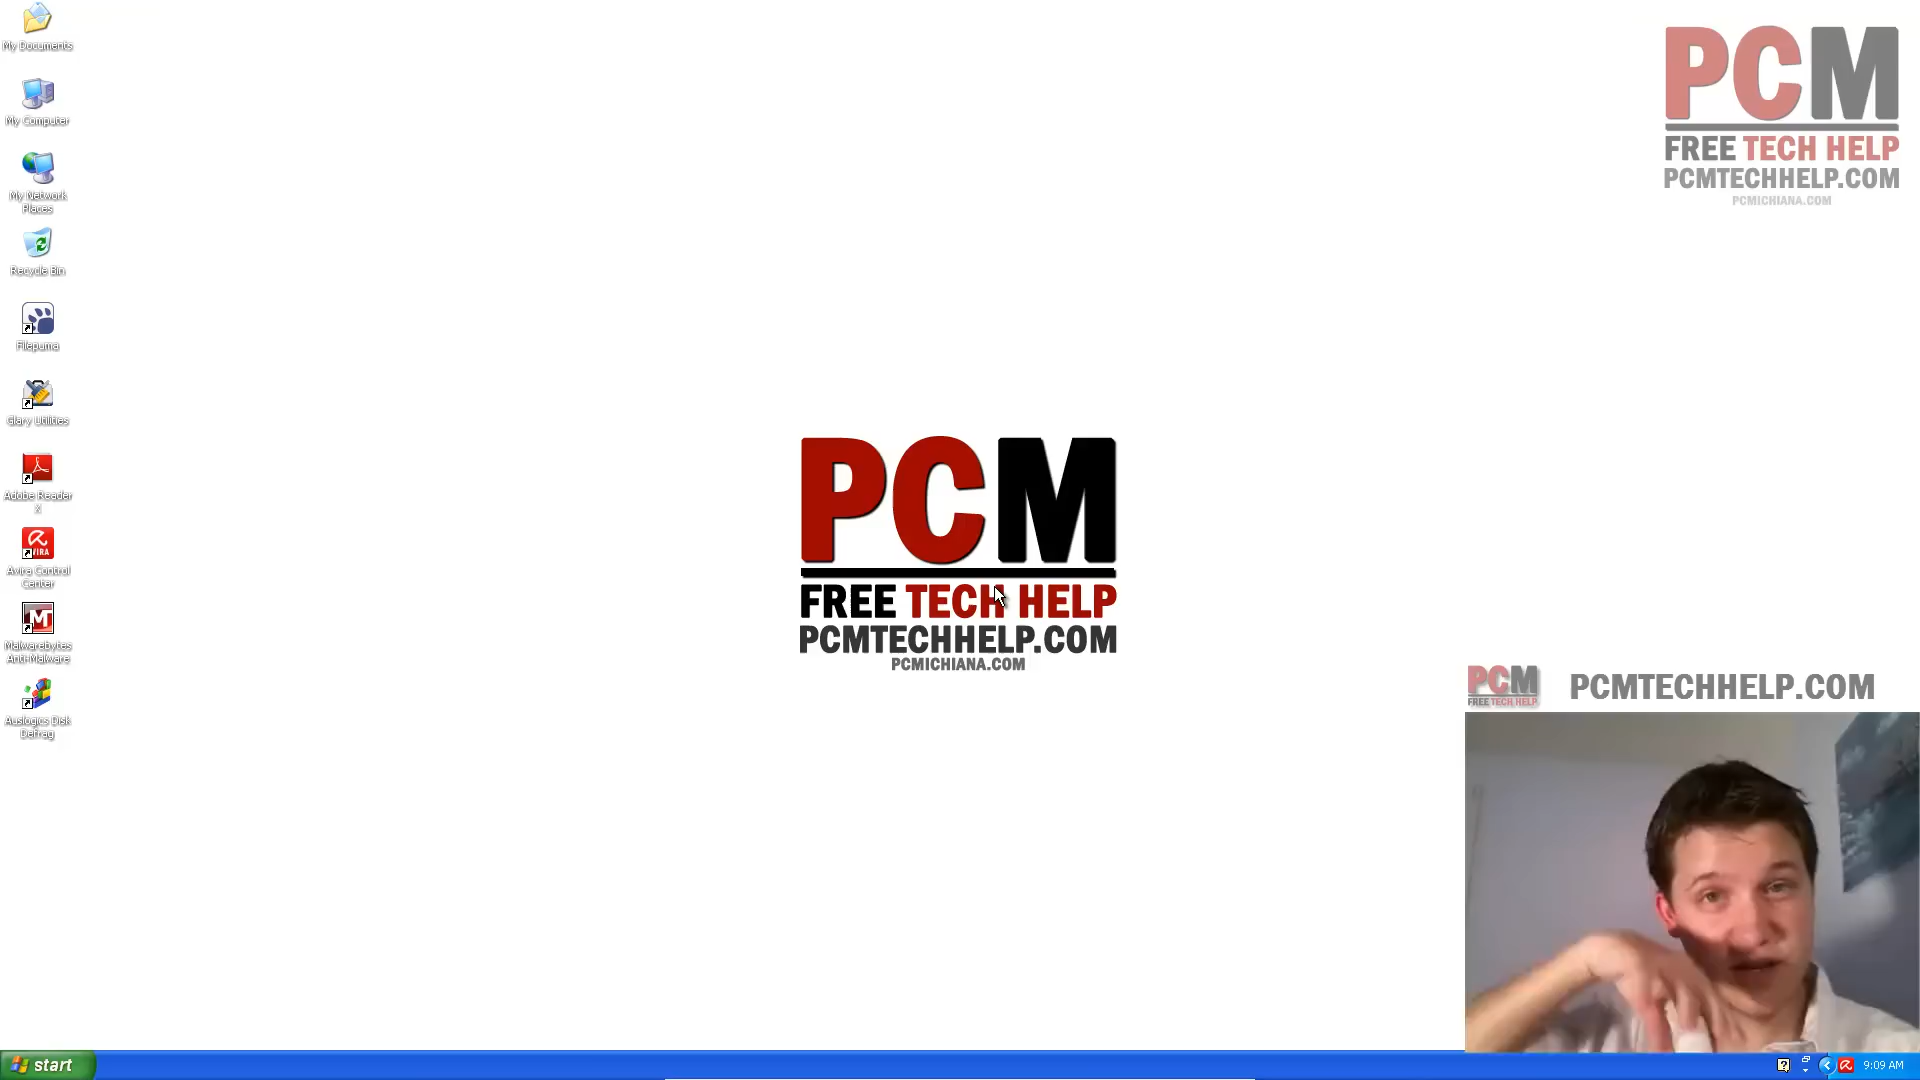 My Documents
My Computer
My Network
Places
Recycle Bin
Filepuma
Glary Utilities
Adobe Reader
X
AVIRA
Avira Control
Center
Malwarebytes
Anti-Malware
Auslogics Disk
Defrag
PCM
FREE TECH HELP
PCMTECHHELP.COM
PCMICHIANA.COM
PCM
FREE TECH HELP
PCMTECHHELP.COM
PCMICHIANA.COM
PCM
FREE TECH HELP
PCMTECHHELP.COM
start
9:09 AM